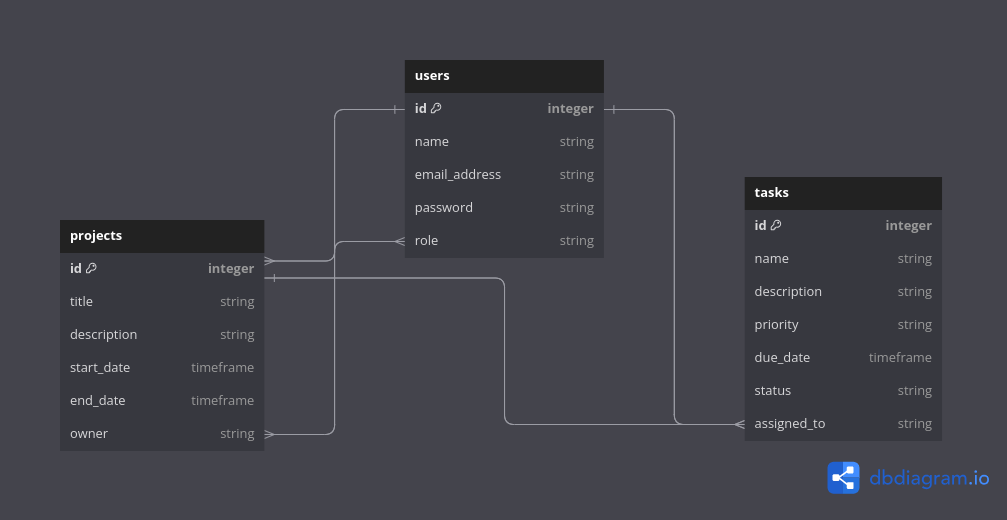 users
id integer
name string
email_address string
password string
role string
projects
id integer
title string
description string
start_date timeframe
end_date timeframe
owner string
tasks
id integer
name string
description string
priority string
due_date timeframe
status string
assigned_to string
dbdiagram.io